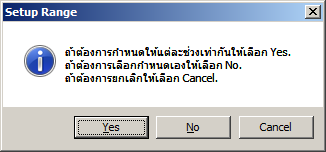 Setup Range
ถ้าต้องการกำหนดให้แต่ละช่วงเท่ากันให้เลือก Yes.
ถ้าต้องการเลือกกำหนดเองให้เลือก No.
ถ้าต้องการยกเลิกให้เลือก Cancel.
Yes
No
Cancel